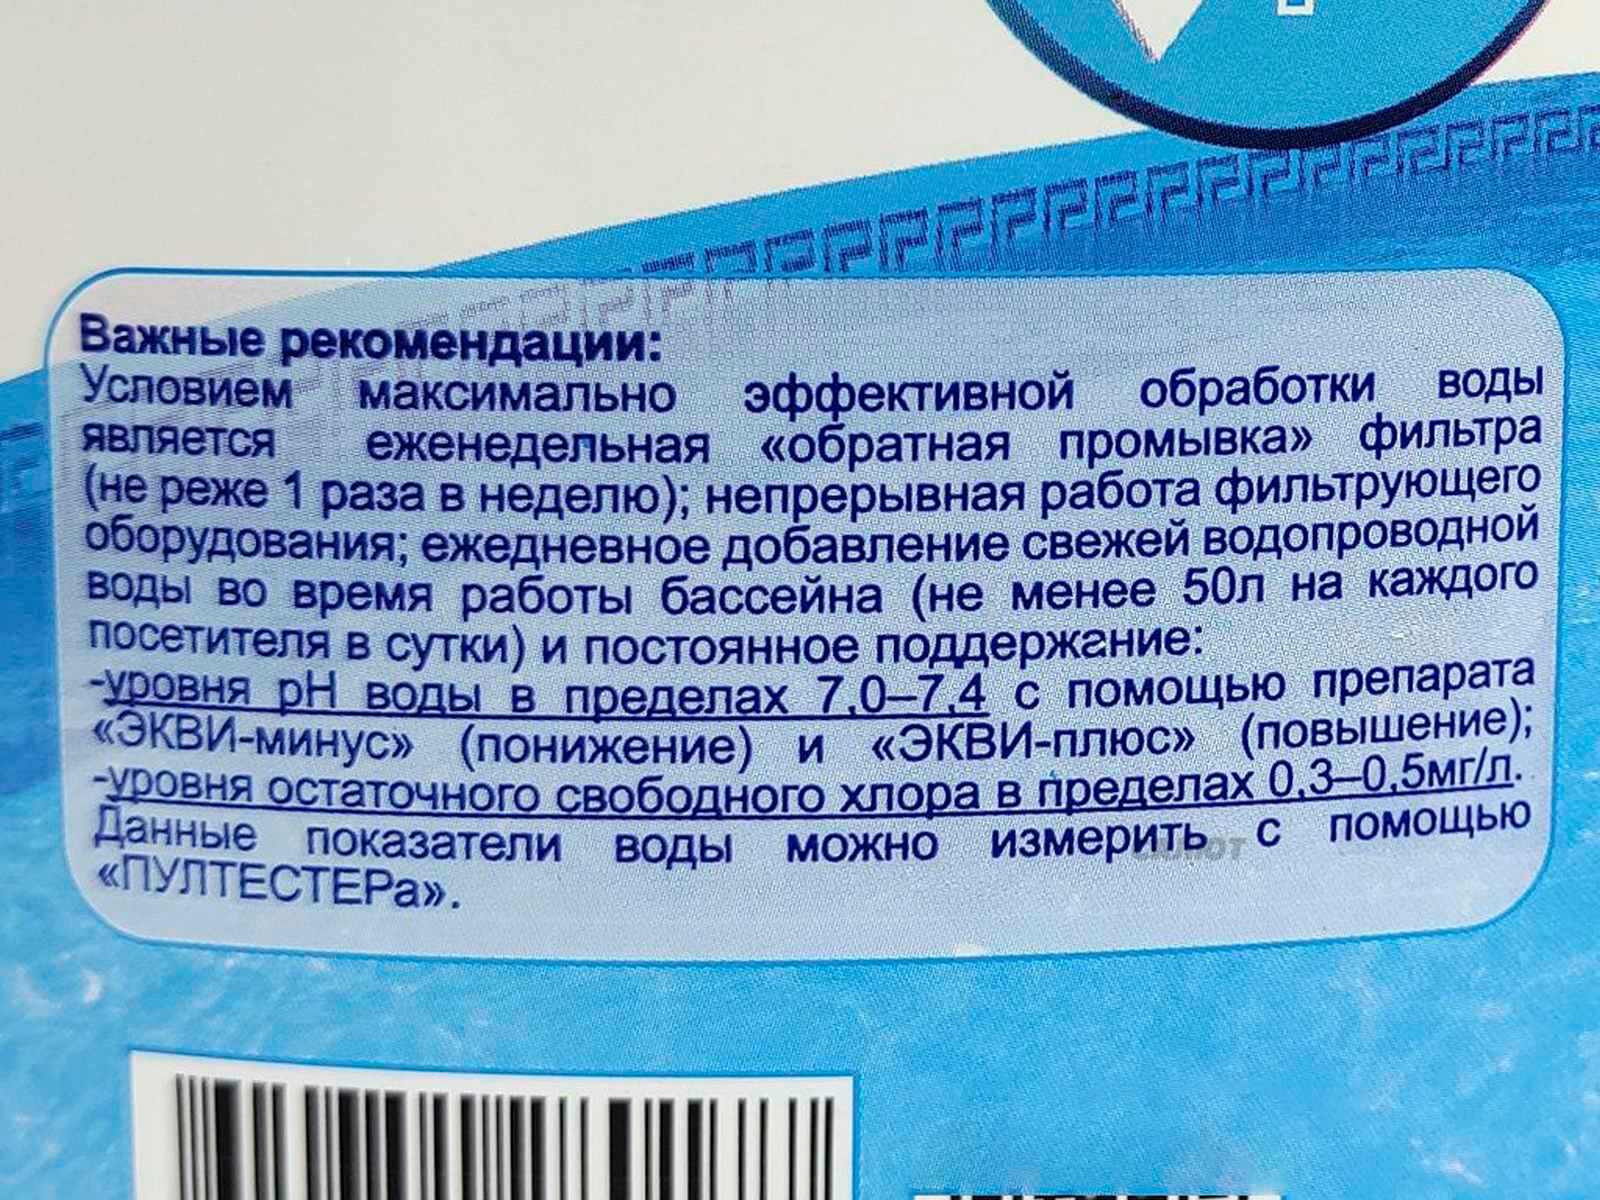 Важные рекомендации:
Условием максимально эффективной обработки воды
является еженедельная «обратная промывка» фильтра
(не реже 1 раза в неделю); непрерывная работа фильтрующего
оборудования; ежедневное добавление свежей водопроводной
воды во время работы бассейна (не менее 50л на каждого
посетителя в сутки) и постоянное поддержание:
-уровня pH воды в пределах 7,0–7,4 с помощью препарата
«ЭКВИ-минус» (понижение) и «ЭКВИ-плюс» (повышение);
-уровня остаточного свободного хлора в пределах 0,3–0,5мг/л.
Данные показатели воды можно измерить с помощью
«ПУЛТЕСТЕРа».